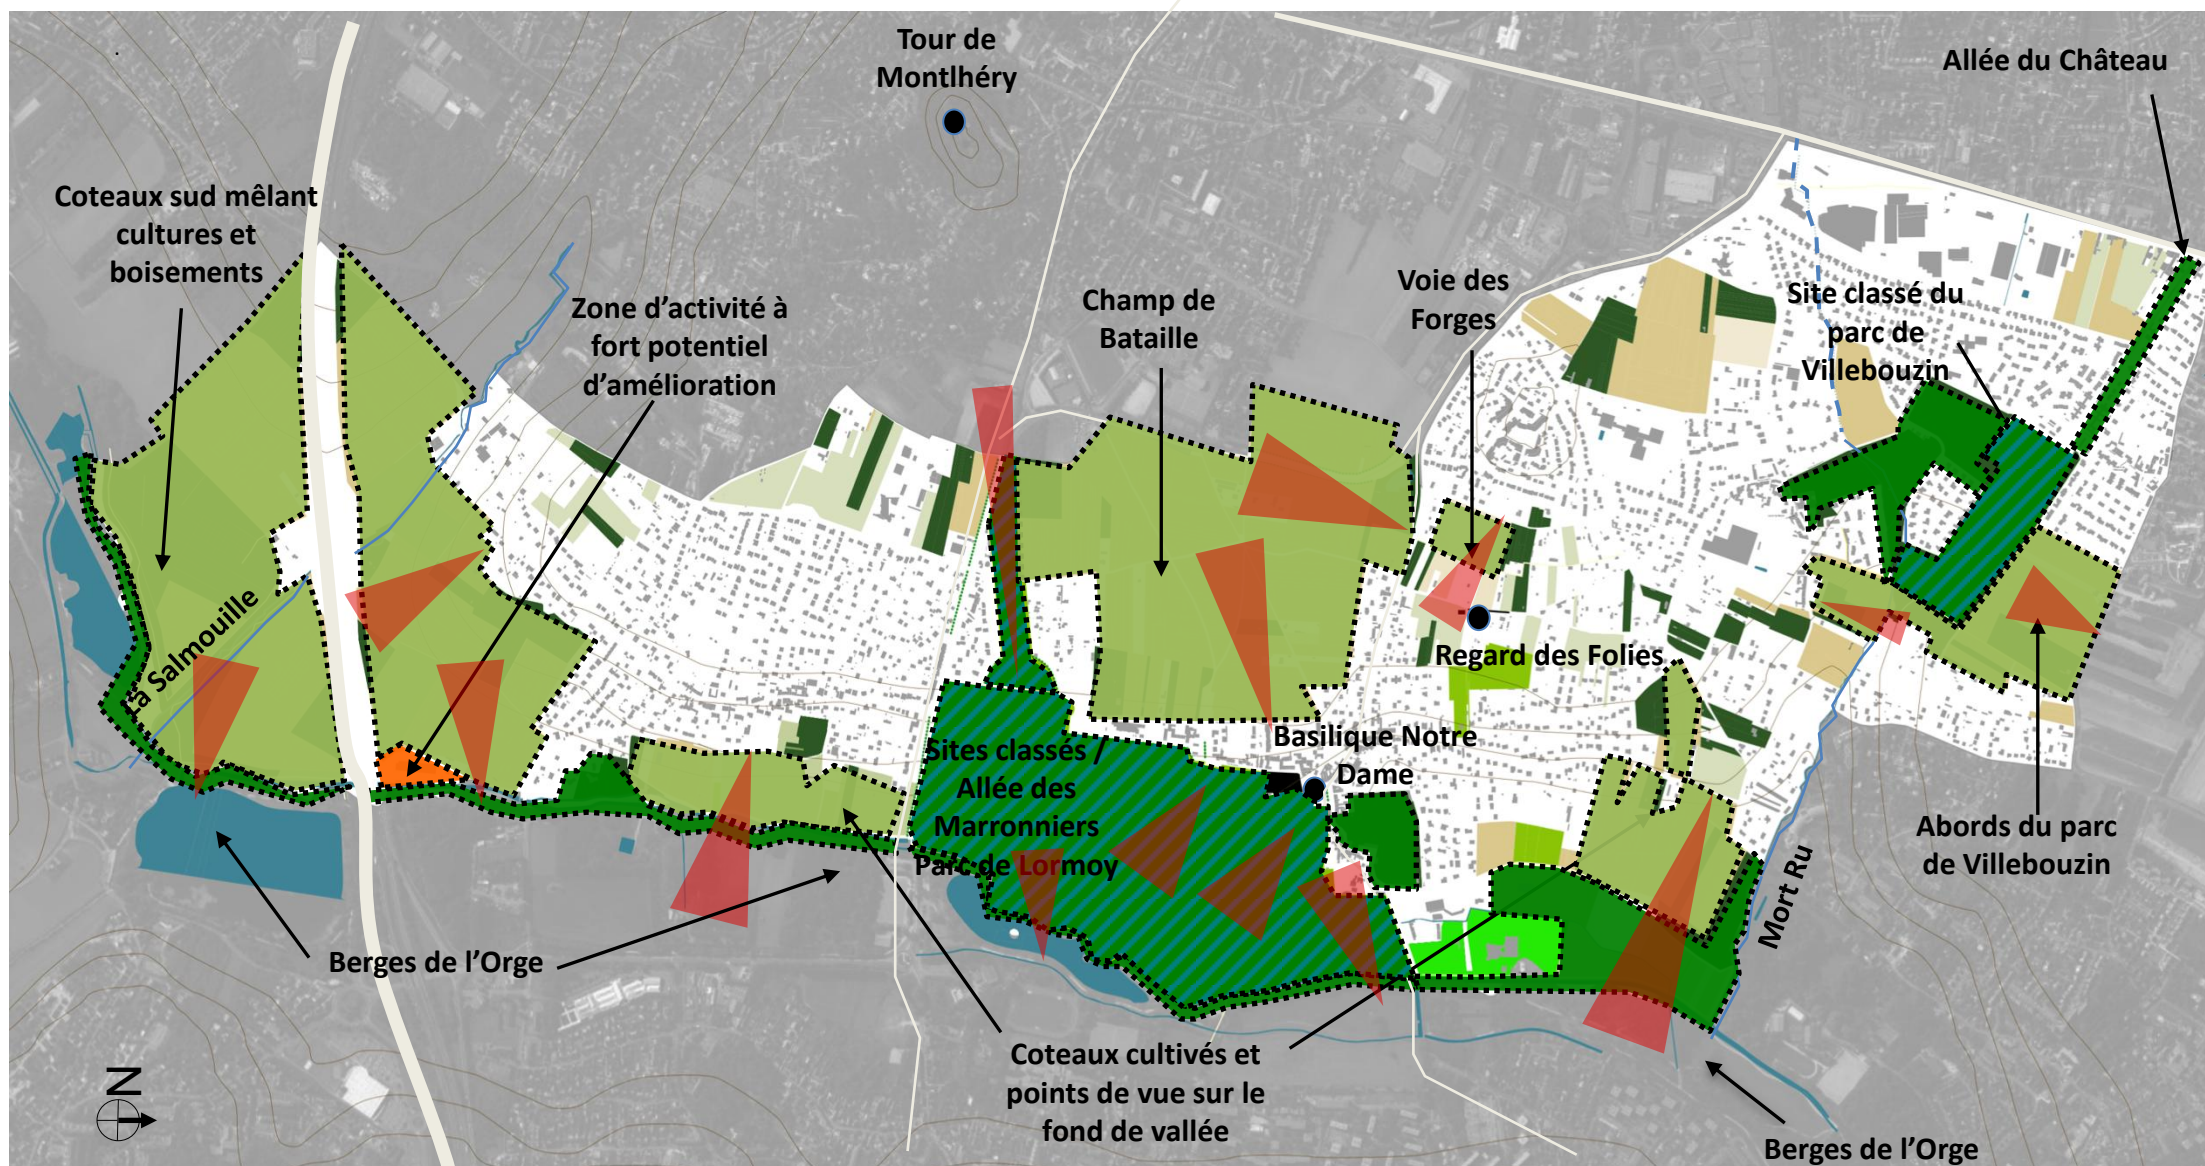 Tour de
Montlhéry
Allée du Château
Coteaux sud mêlant
cultures et
boisements
Zone d’activité à
fort potentiel
d’amélioration
Champ de
Bataille
Voie des
Forges
Site classé du
parc de
Villebouzin
La Salmouille
Regard des Folies
Basilique Notre
Dame
Sites classés /
Allée des
Marronniers
Parc de Lormoy
Abords du parc
de Villebouzin
Mort Ru
Berges de l’Orge
Coteaux cultivés et
points de vue sur le
fond de vallée
Berges de l’Orge
N